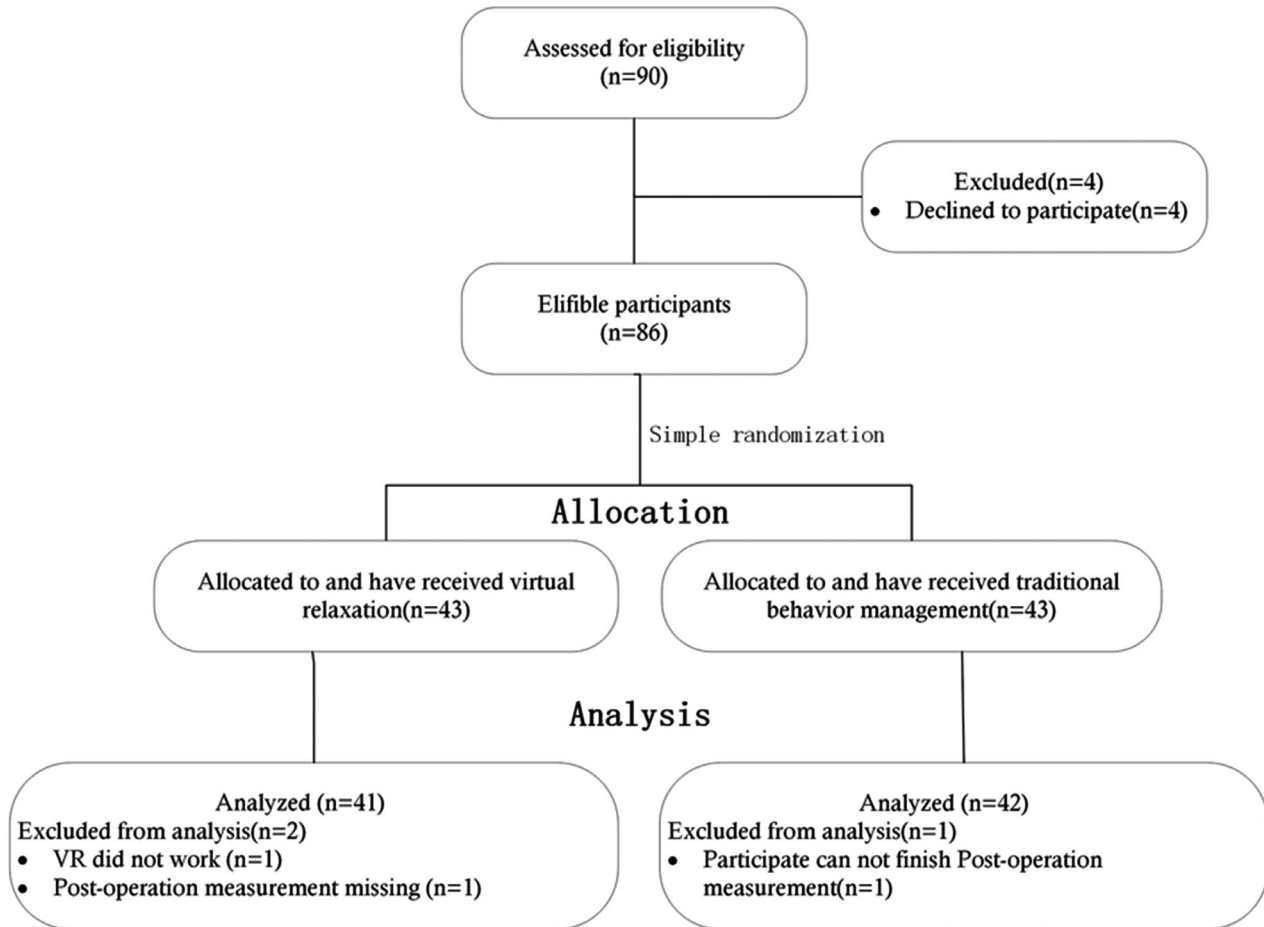 Assessed for eligibility
(n=90)
Excluded(n=4)
• Declined to participate(n=4)
Elifible participants
(n=86)
Simple randomization
Allocation
Allocated to and have received virtual
relaxation(n=43)
Allocated to and have received traditional
behavior management(n=43)
Analysis
Analyzed (n=41)
Excluded from analysis(n=2)
• VR did not work (n=1)
• Post-operation measurement missing (n=1)
Analyzed (n=42)
Excluded from analysis(n=1)
• Participate can not finish Post-operation
measurement(n=1)